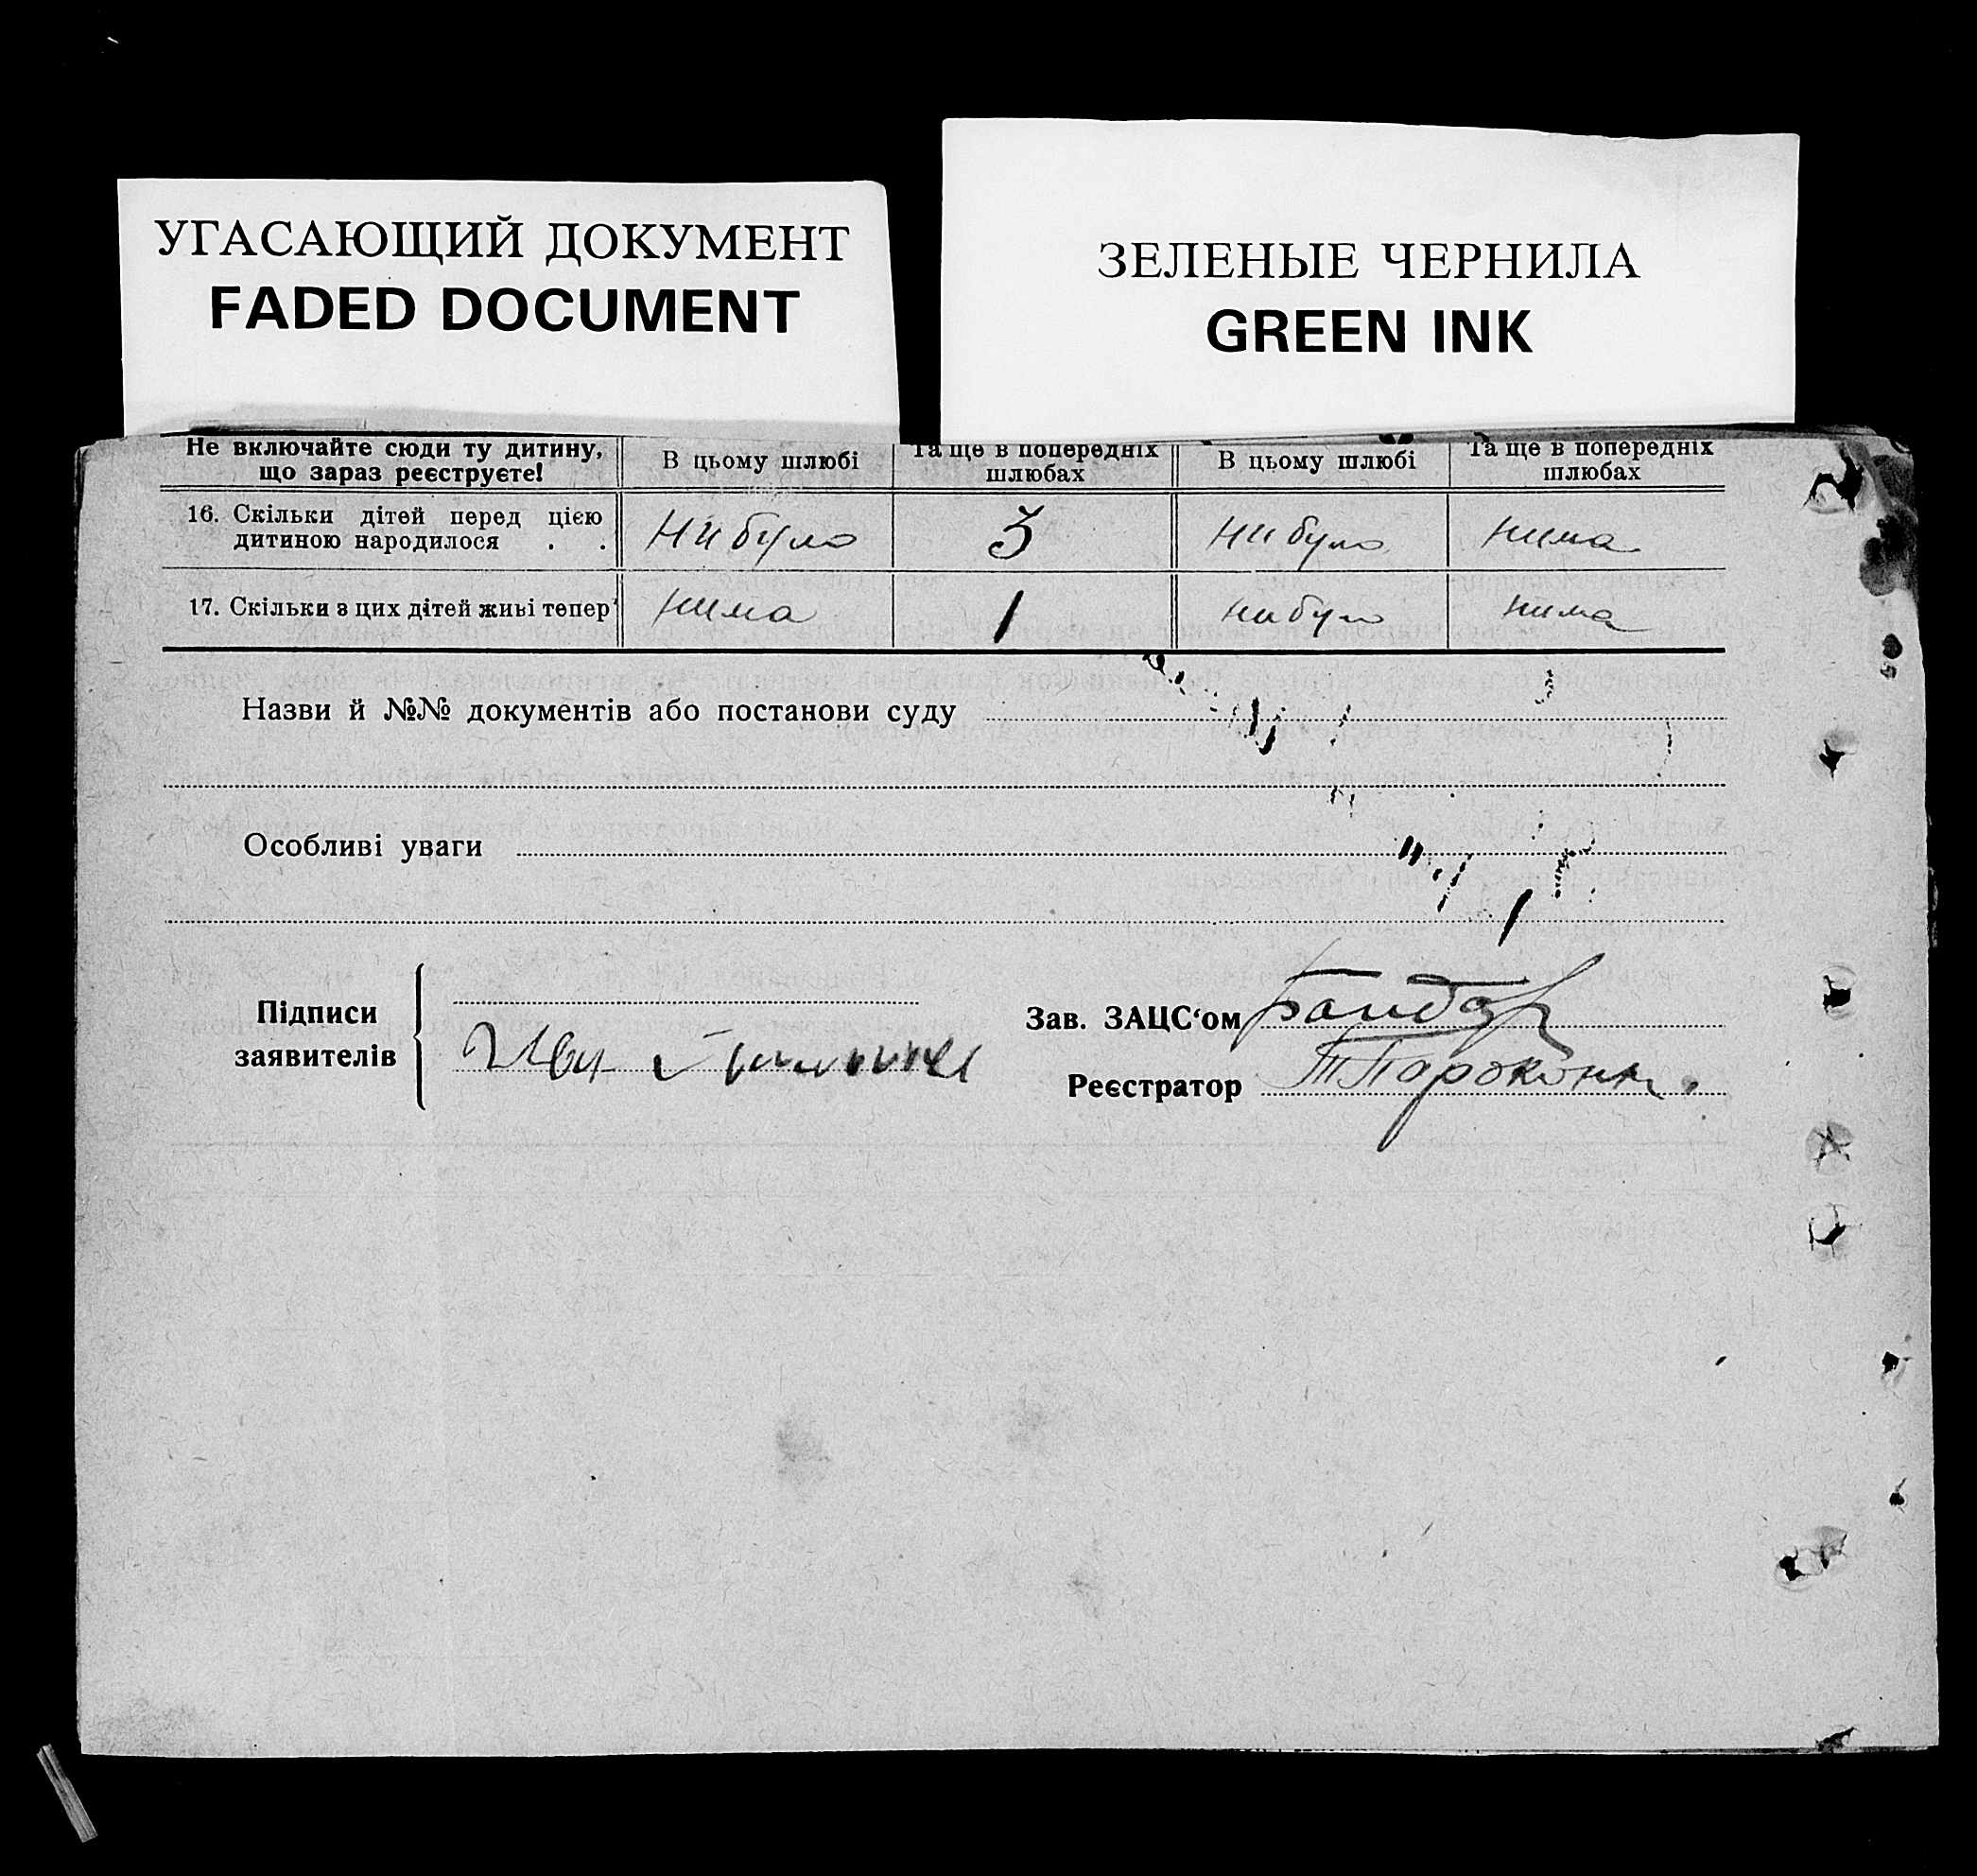 УГАСАЮЩИЙ ДОКУМЕНТ
FADED DOCUMENT
ЗЕЛЕНЫЕ ЧЕРНИЛА
GREEN INK
Не включайте сюди ту дитину, що зараз реєструєте!
В цьому шлюбі
Та ще в попередніх шлюбах
В цьому шлюбі
Та ще в попередніх шлюбах
16. Скільки дітей перед цією дитиною народилося . .
ни було
3
ни було
нима
17. Скільки з цих дітей живі тепер
нима
1
ни було
нима
Назви й №№ документів або постанови суду
Особливі уваги
Підписи заявителів
Зав. ЗАЦС‘ом
Реєстратор